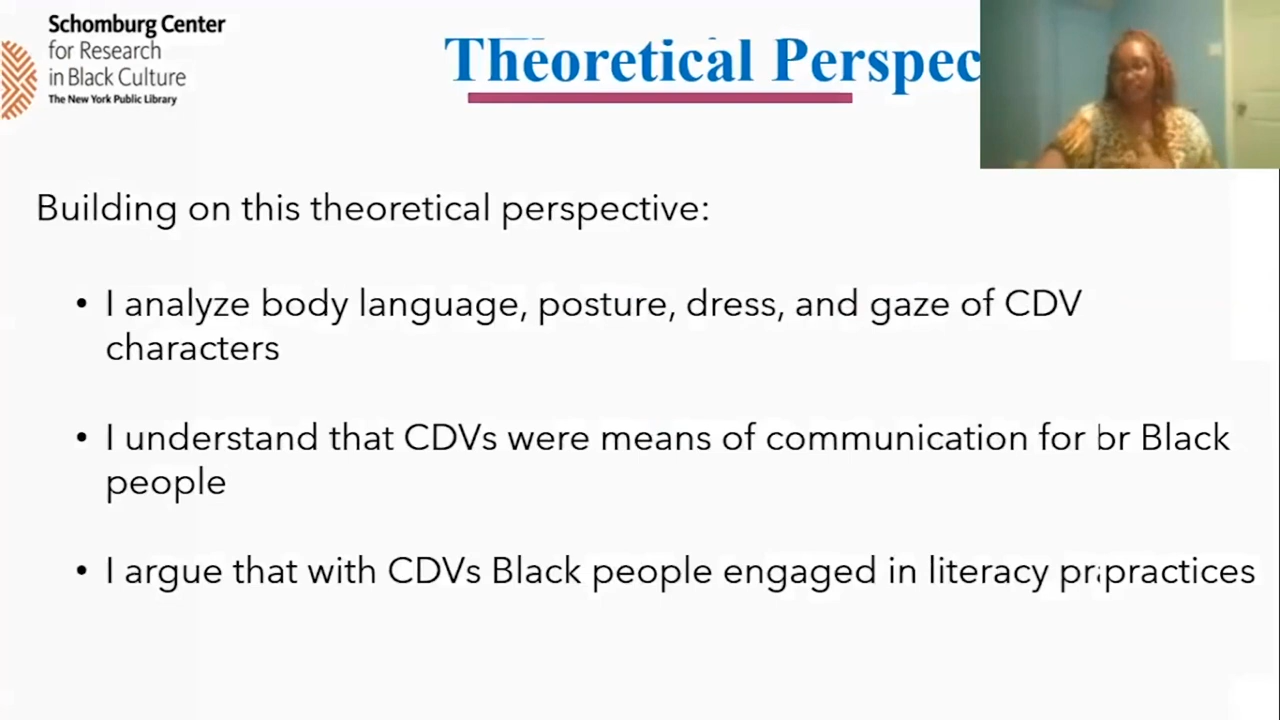 Schomburg Center
for Research
in Black Culture
The New York Public Library
Theoretical Perspec
Building on this theoretical perspective:
• I analyze body language, posture, dress, and gaze of CDV
characters
• I understand that CDVs were means of communication for br Black
people
• I argue that with CDVs Black people engaged in literacy prapractices